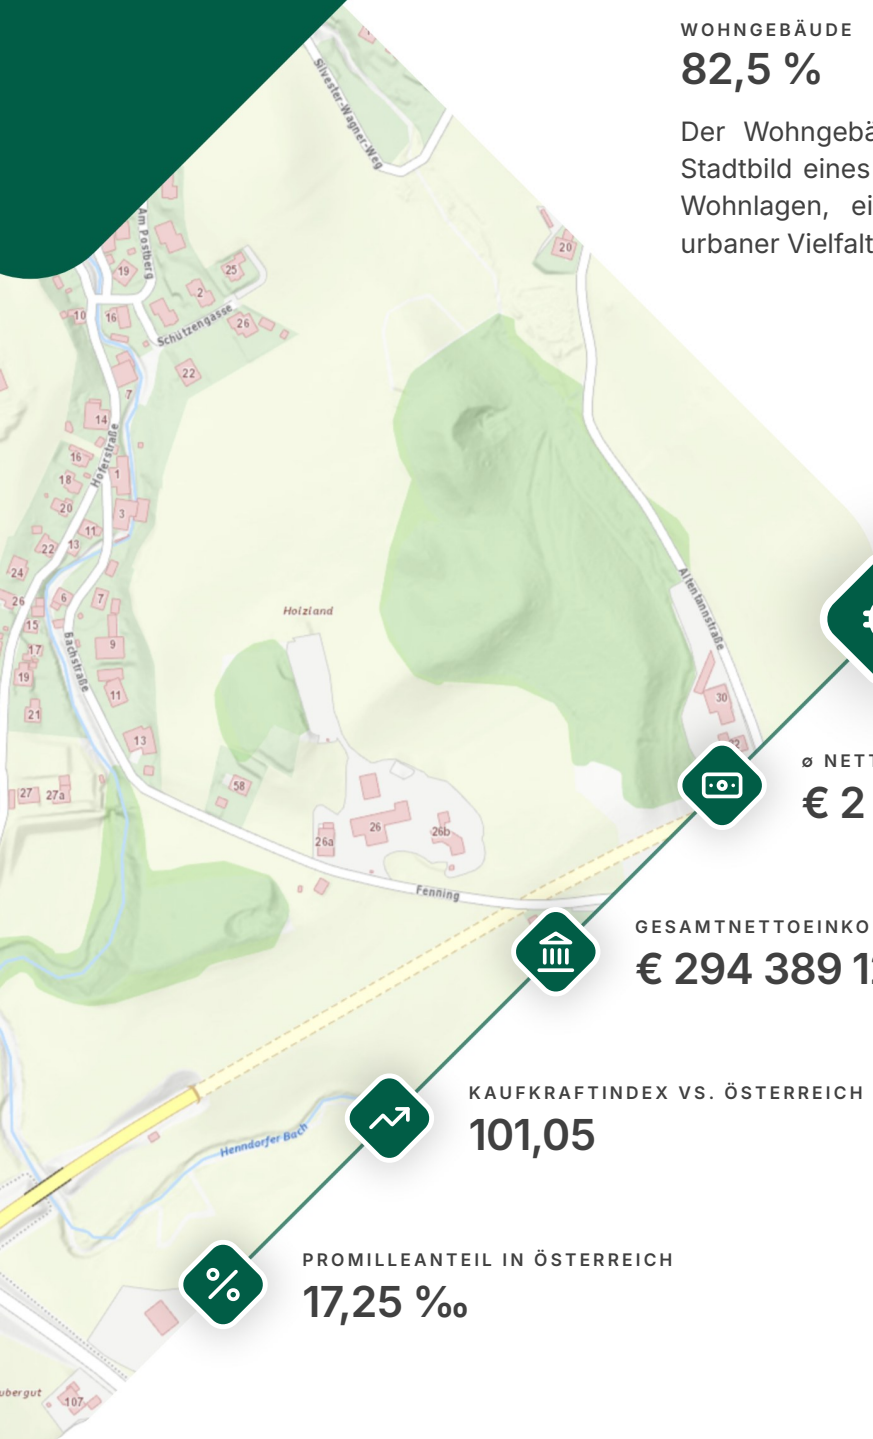 WOHNGEBÄUDE
82,5 %
Der Wohngebä
Stadtbild eines
Wohnlagen, ei
urbaner Vielfalt
Silvester-Wagner-Weg
Am Postberg
20
19
25
2
10
16
Schützengasse
26
22
7
14
Hoferstraße
16
18
1
20
3
11
22
13
24
26
6
7
15
Holzland
Altentannstraße
17
9
19
Bachstraße
11
21
30
13
ø NETT
€ 2
27
27a
58
26a
26
26b
Fenning
GESAMTNETTOEINKO
€ 294 389 1
KAUFKRAFTINDEX VS. ÖSTERREICH
101,05
Henndorfer Bach
PROMILLEANTEIL IN ÖSTERREICH
17,25 ‰
ubergut
107